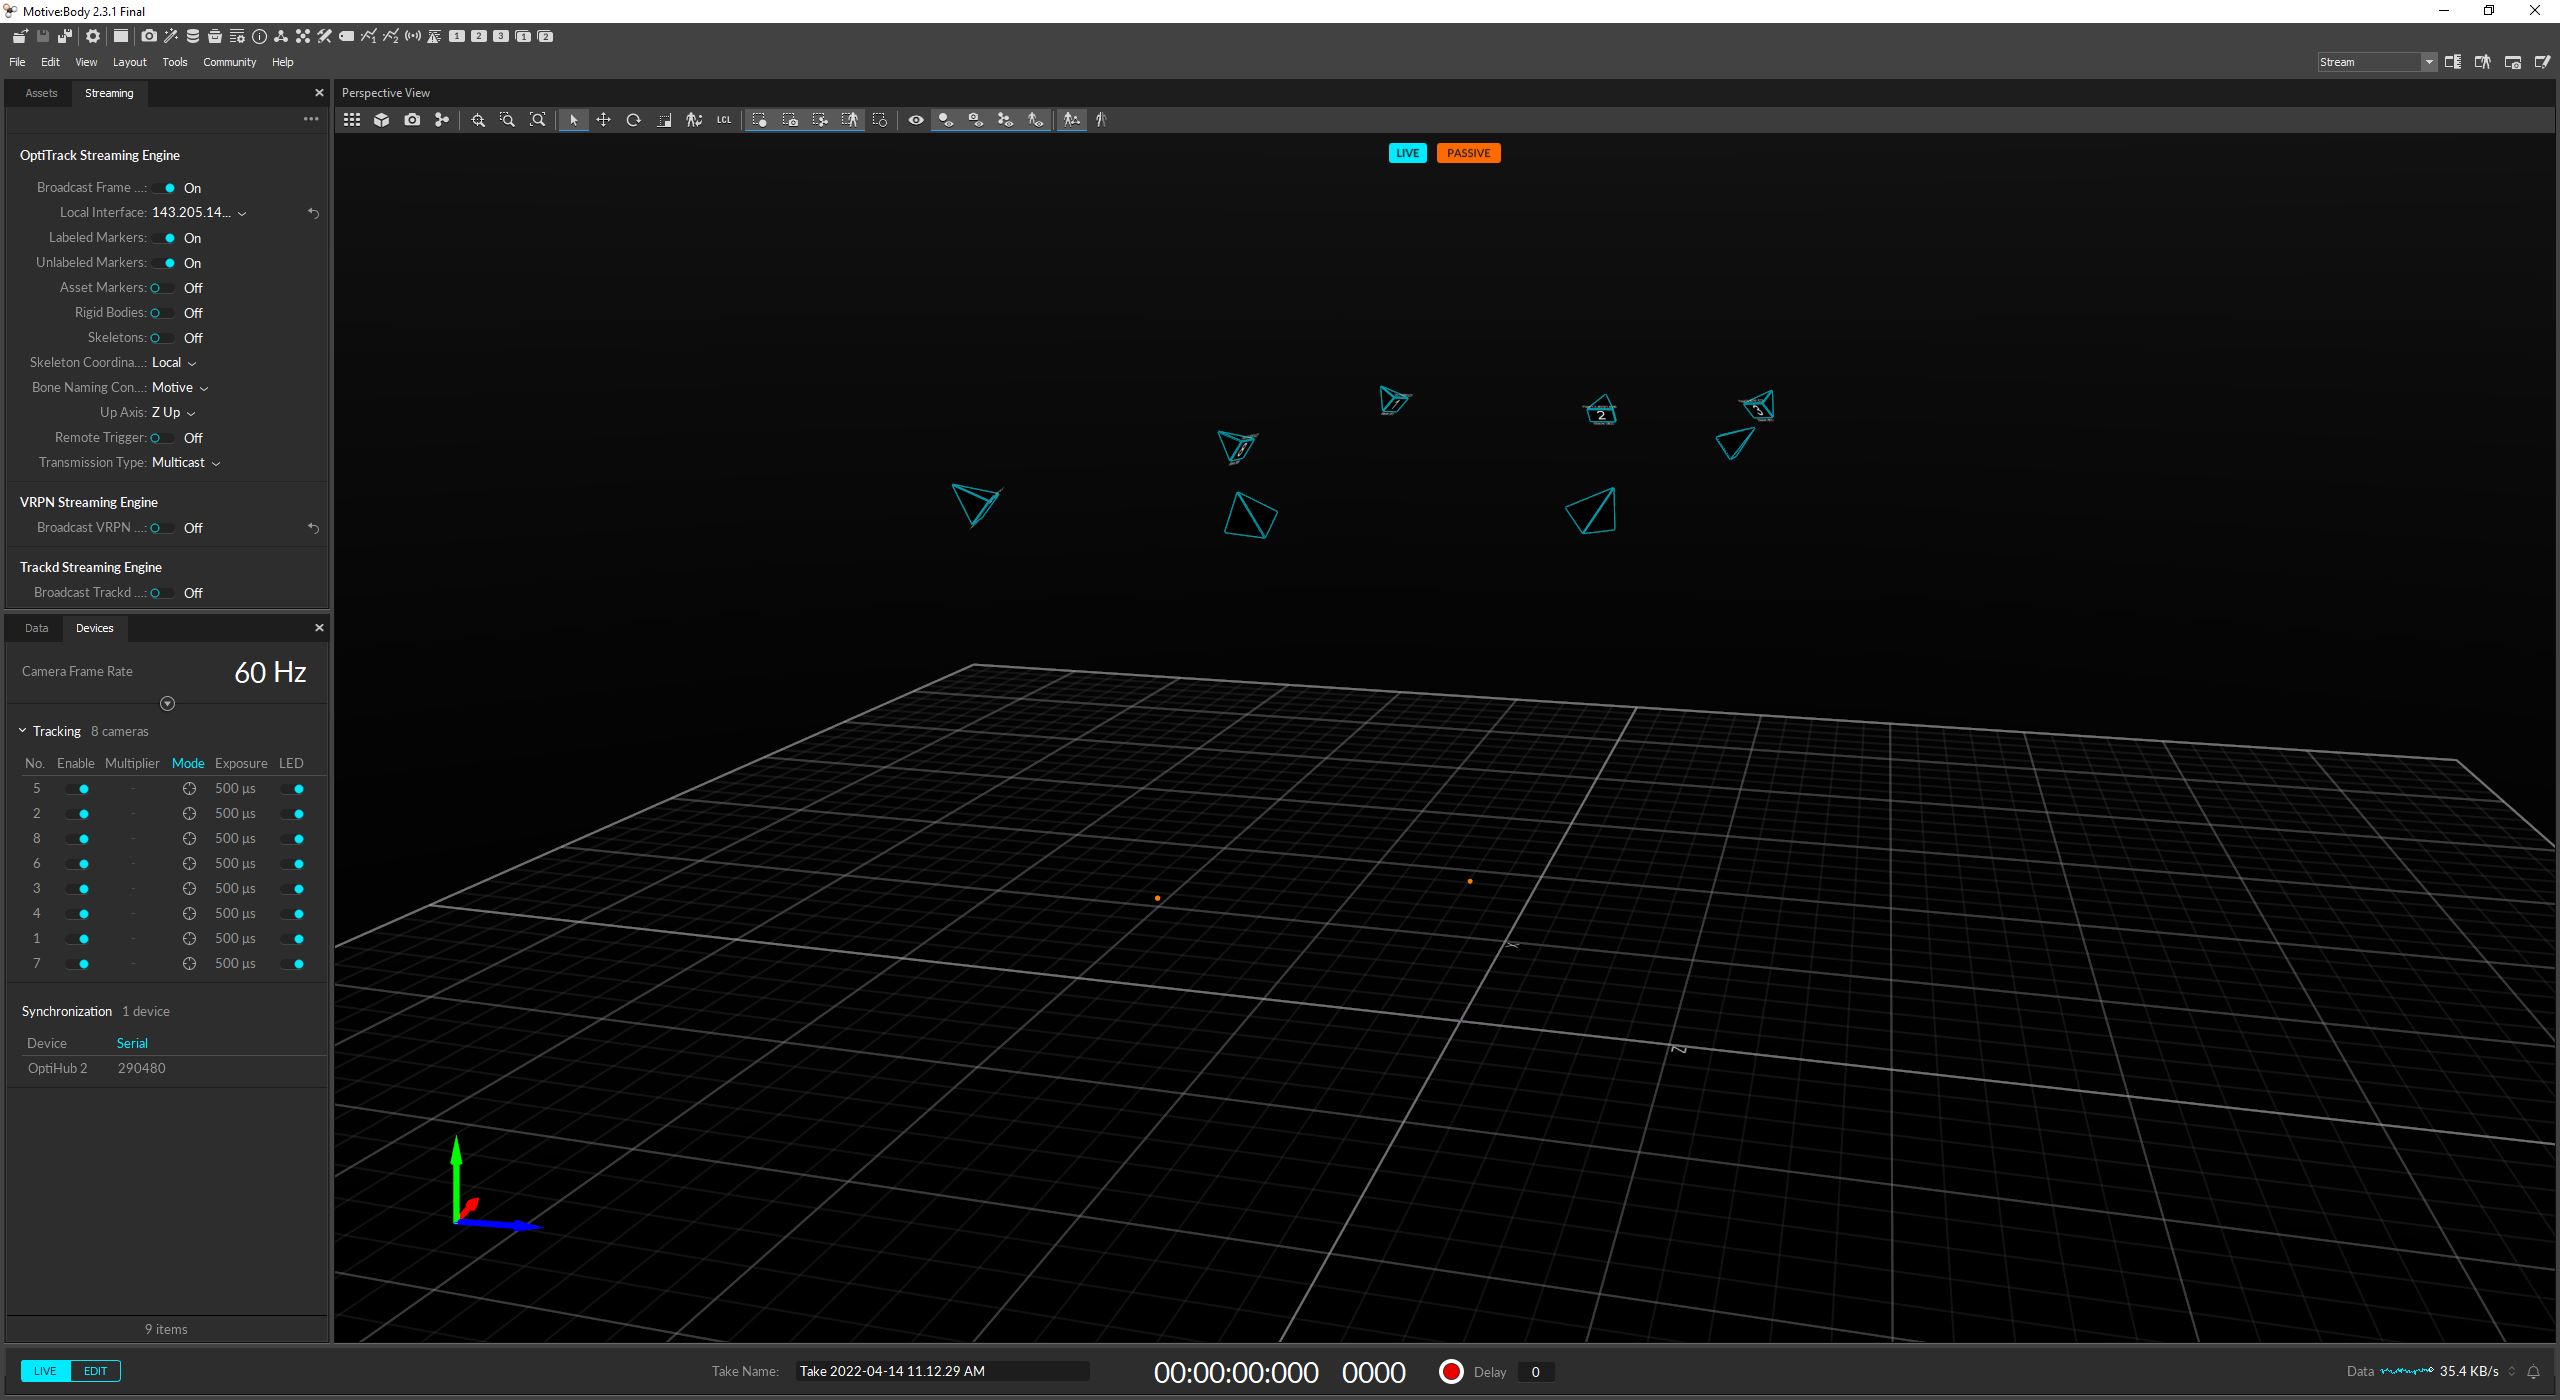 Motive:Body 2.3.1 Final
1 2 3 1 2
File Edit View Layout Tools Community Help
Stream
Assets Streaming
Perspective View
LCL
LIVE PASSIVE
OptiTrack Streaming Engine
Broadcast Frame ...: On
Local Interface: 143.205.14...
Labeled Markers: On
Unlabeled Markers: On
Asset Markers: Off
Rigid Bodies: Off
Skeletons: Off
Skeleton Coordina...: Local
Bone Naming Con...: Motive
Up Axis: Z Up
Remote Trigger: Off
Transmission Type: Multicast
VRPN Streaming Engine
Broadcast VRPN ...: Off
Trackd Streaming Engine
Broadcast Trackd ...: Off
2
3
X
Z
Data Devices
Camera Frame Rate 60 Hz
Tracking 8 cameras
No. Enable Multiplier Mode Exposure LED
5 - 500 µs
2 - 500 µs
8 - 500 µs
6 - 500 µs
3 - 500 µs
4 - 500 µs
1 - 500 µs
7 - 500 µs
Synchronization 1 device
Device Serial
OptiHub 2 290480
9 items
LIVE EDIT
Take Name: Take 2022-04-14 11.12.29 AM
00:00:00:000 0000
Delay 0
Data 35.4 KB/s